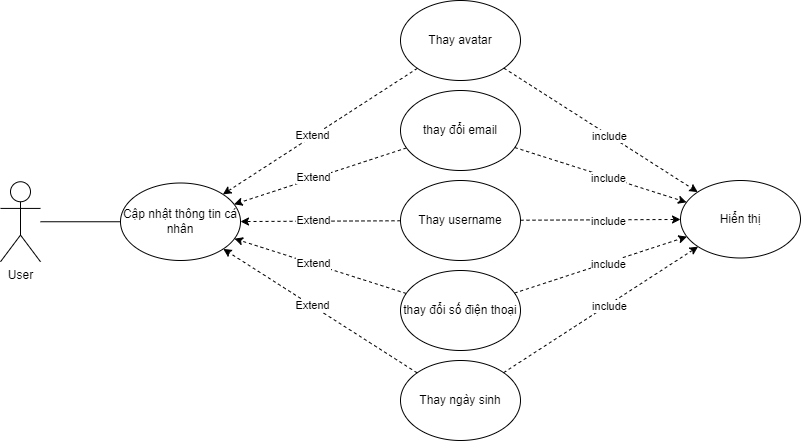 Thay avatar
Extend
include
thay đổi email
Extend
include
Cập nhật thông tin cá
nhân
Extend
Thay username
include
Hiển thị
User
Extend
include
thay đổi số điện thoại
Extend
include
Thay ngày sinh